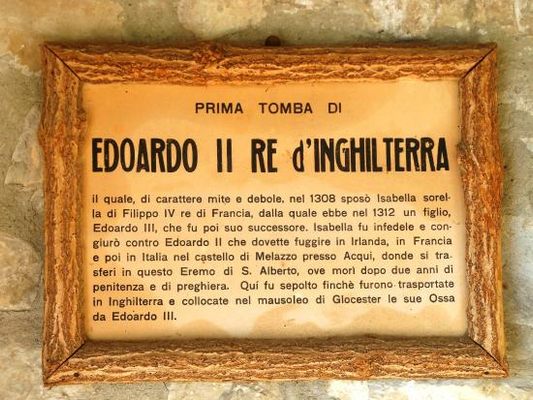 PRIMA TOMBA DI
EDOARDO II RE d'INGHILTERRA
il quale, di carattere mite e debole, nel 1308 sposò Isabella sorel-
la di Filippo IV re di Francia, dalla quale ebbe nel 1312 un figlio,
Edoardo III, che fu poi suo successore. Isabella fu infedele e con-
giurò contro Edoardo II che dovette fuggire in Irlanda, in Francia
e poi in Italia nel castello di Melazzo presso Acqui, donde si tra-
sferì in questo Eremo di S. Alberto, ove morì dopo due anni di
penitenza e di preghiera. Quí fu sepolto finchè furono trasportate
in Inghilterra e collocate nel mausoleo di Glocester le sue Ossa
da Edoardo III.